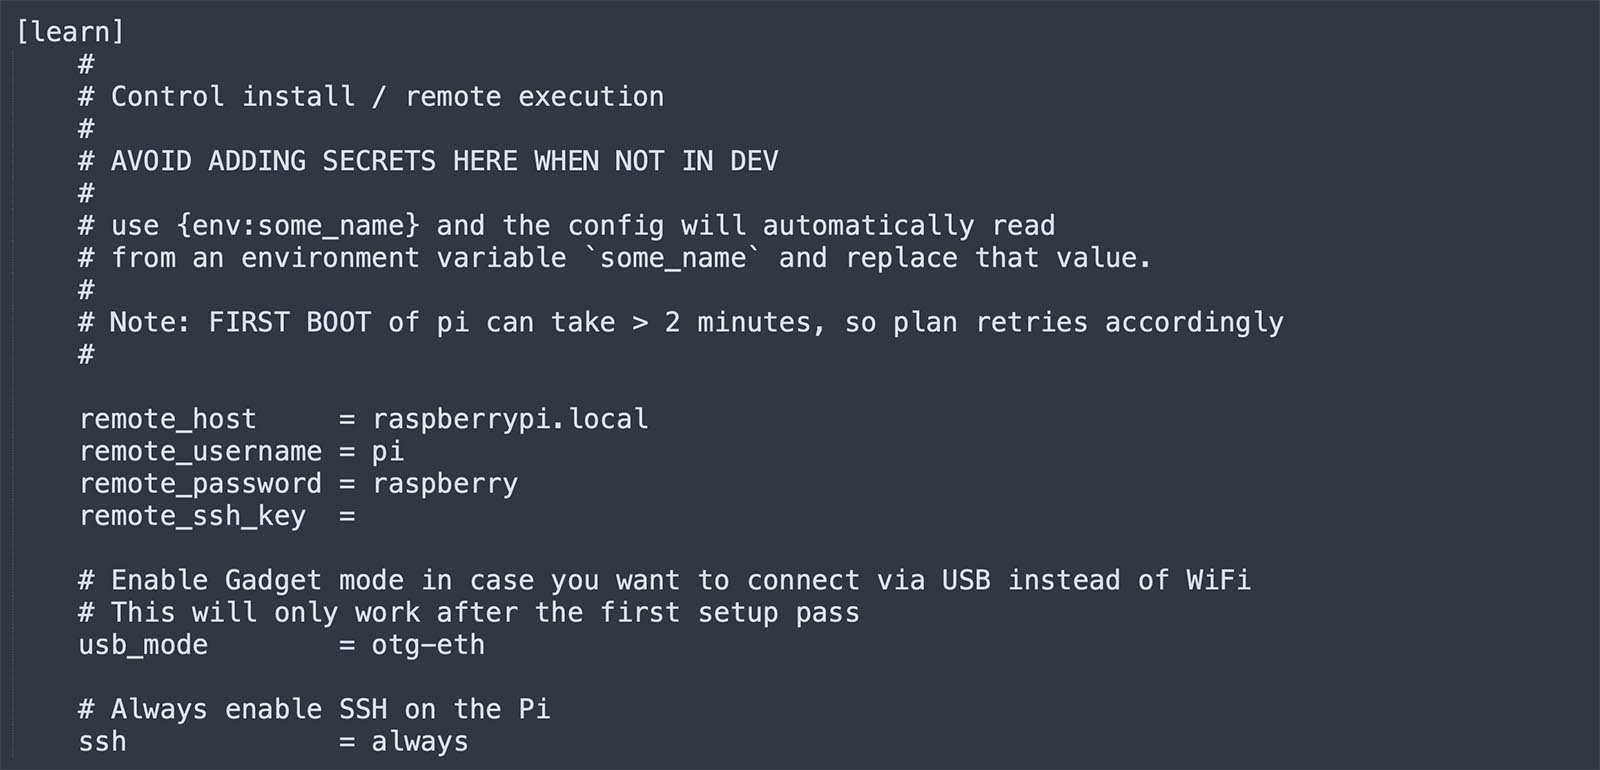 [learn]
#
# Control install / remote execution
#
# AVOID ADDING SECRETS HERE WHEN NOT IN DEV
#
# use {env:some_name} and the config will automatically read
# from an environment variable `some_name` and replace that value.
#
# Note: FIRST BOOT of pi can take > 2 minutes, so plan retries accordingly
#
remote_host     = raspberrypi.local
remote_username = pi
remote_password = raspberry
remote_ssh_key  =
# Enable Gadget mode in case you want to connect via USB instead of WiFi
# This will only work after the first setup pass
usb_mode        = otg-eth
# Always enable SSH on the Pi
ssh             = always